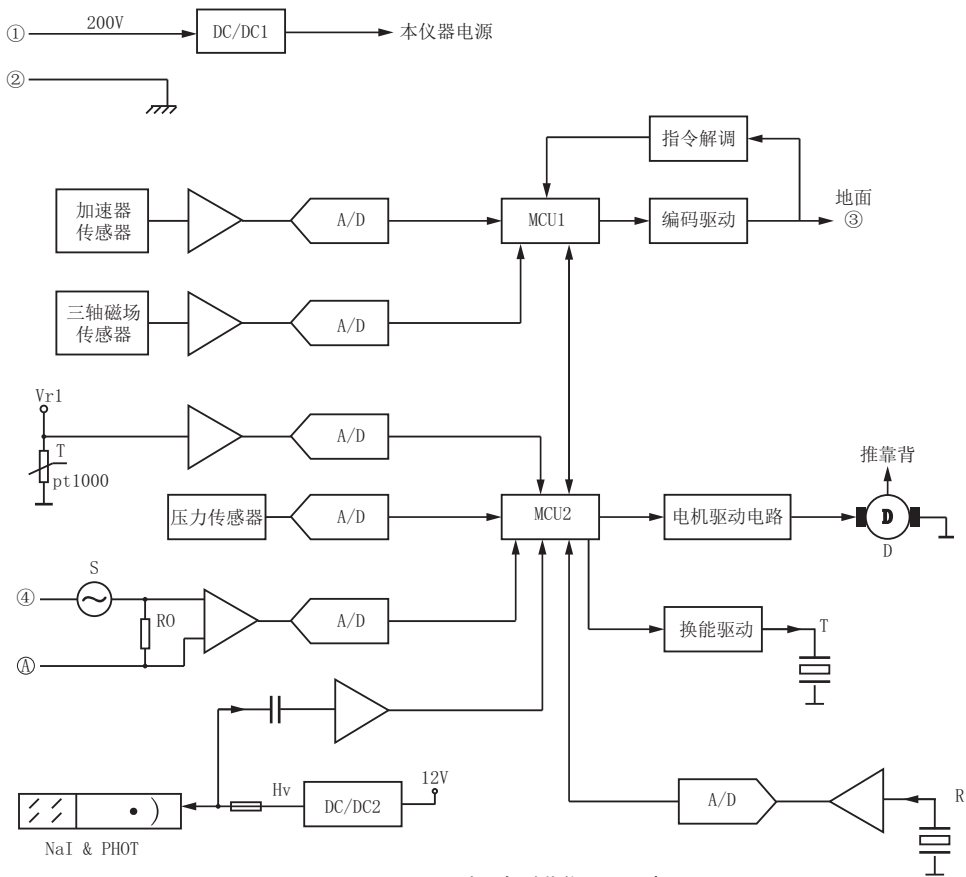 ① 200V DC/DC1 本仪器电源
②
指令解调
地面
③
加速器
传感器
A/D
MCU1
编码驱动
三轴磁场
传感器
A/D
Vr1
T
pt1000
A/D
推靠背
压力传感器
A/D
MCU2
电机驱动电路
D
D
S
④
RO
A/D
Ⓐ
换能驱动
T
Hv
DC/DC2
12V
NaI & PHOT
A/D
R